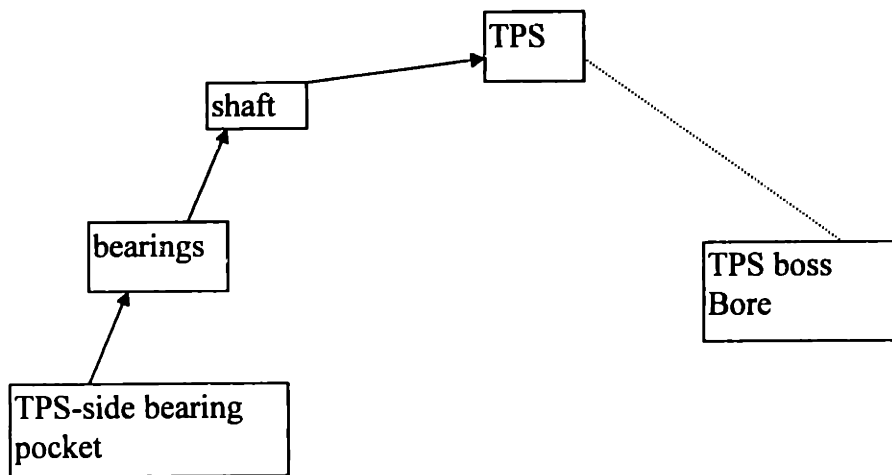 TPS
shaft
bearings
TPS boss
Bore
TPS-side bearing
pocket